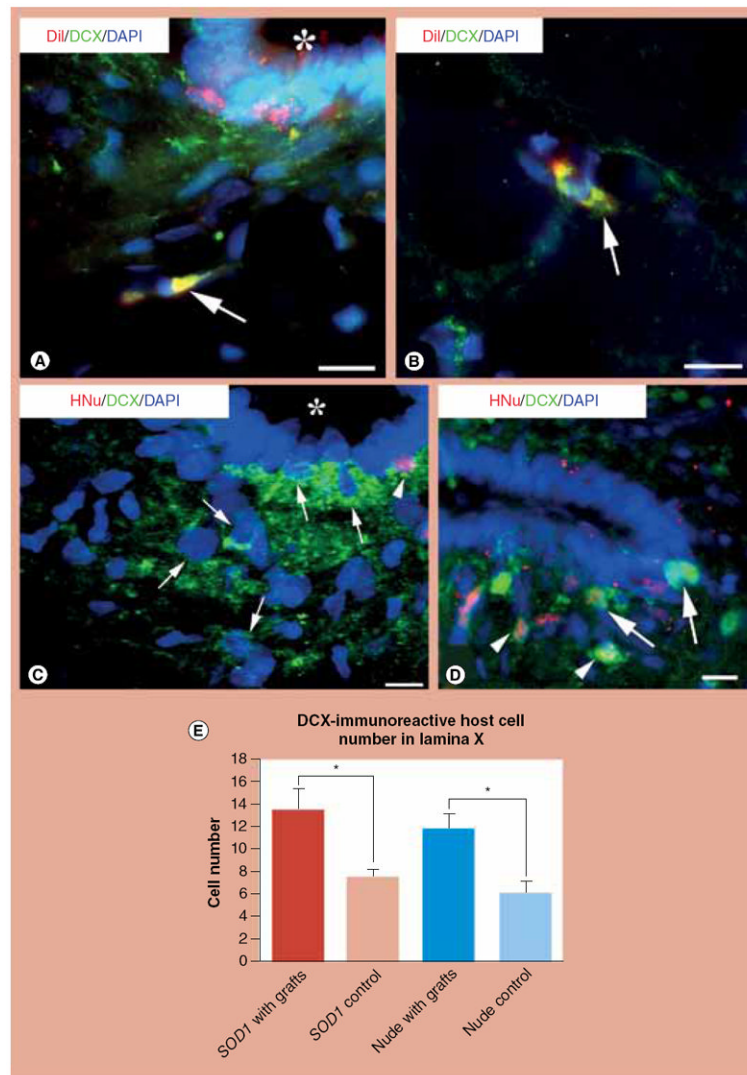 DiI/DCX/DAPI
*
A
DiI/DCX/DAPI
B
HNu/DCX/DAPI
*
C
HNu/DCX/DAPI
D
E
DCX-immunoreactive host cell
number in lamina X
Cell number
18
16
14
12
10
8
6
4
2
0
*
*
SOD1 with grafts
SOD1 control
Nude with grafts
Nude control